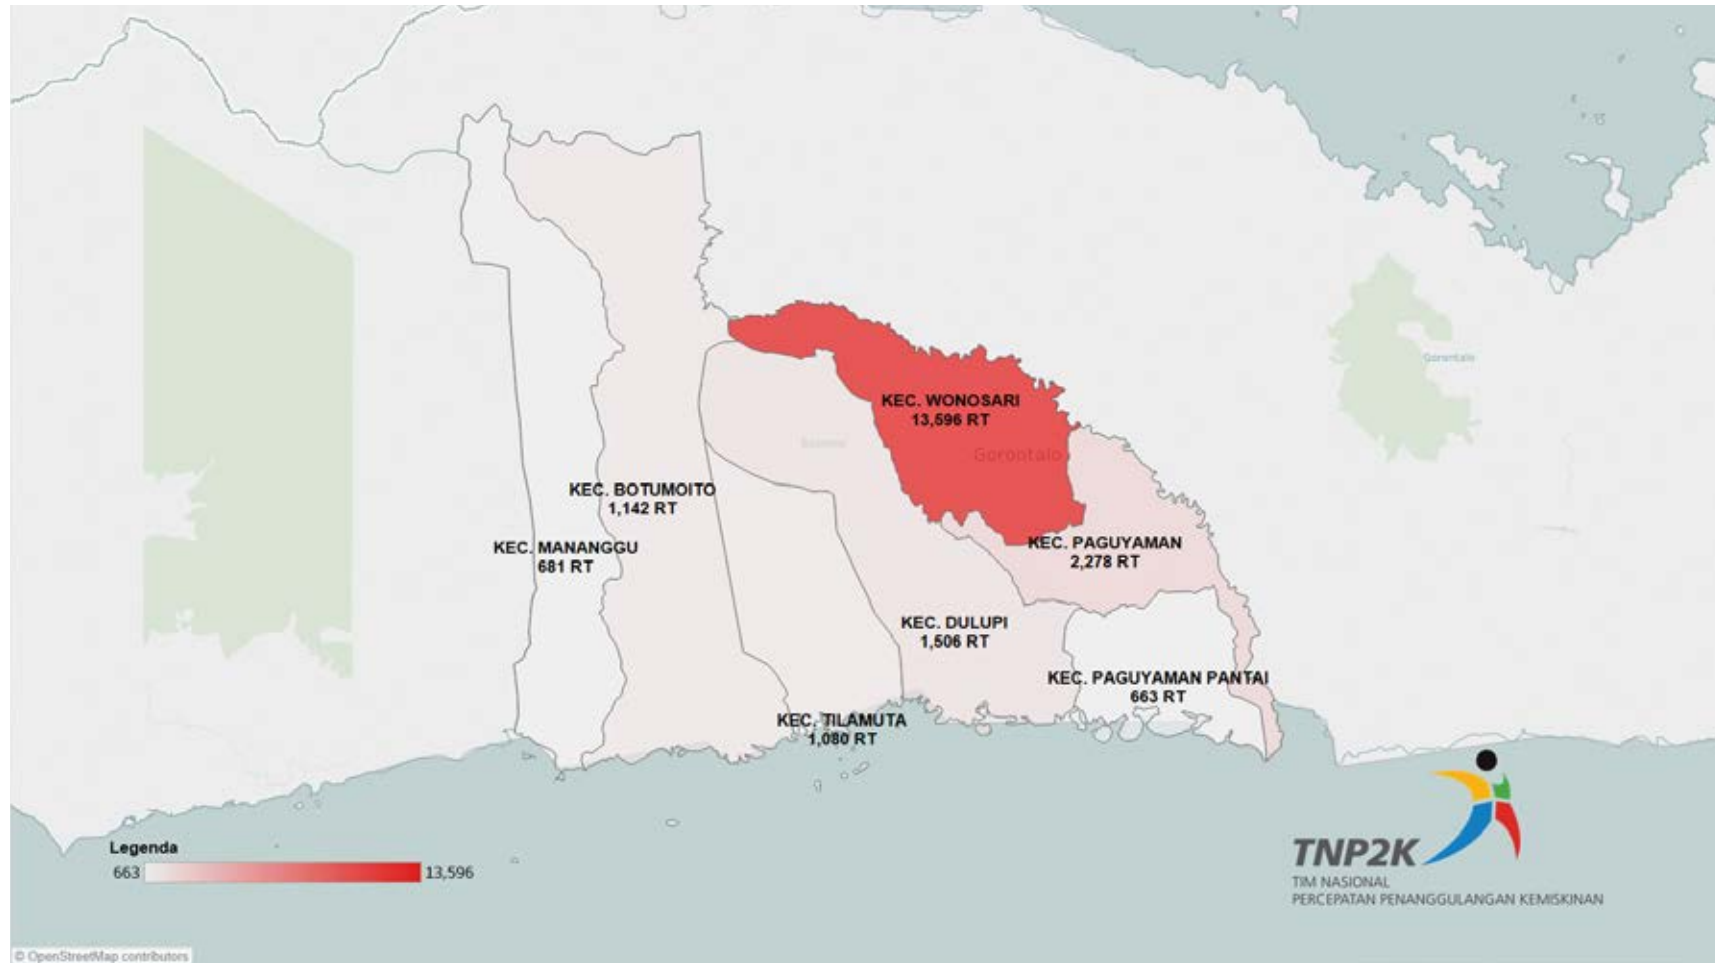 Gorontalo
KEC. WONOSARI
13,596 RT
Gorontalo
KEC. BOTUMOITO
1,142 RT
KEC. MANANGGU
681 RT
KEC. PAGUYAMAN
2,278 RT
KEC. DULUPI
1,506 RT
KEC. PAGUYAMAN PANTAI
663 RT
KEC. TILAMUTA
1,080 RT
Legenda
663 13,596
TNP2K
TIM NASIONAL
PERCEPATAN PENANGGULANGAN KEMISKINAN
© OpenStreetMap contributors